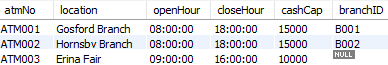 atmNo location openHour closeHour cashCap branchID
ATM001 Gosford Branch 08:00:00 18:00:00 15000 B001
ATM002 Hornsby Branch 08:00:00 18:00:00 15000 B002
ATM003 Erina Fair 09:00:00 16:00:00 10000 NULL